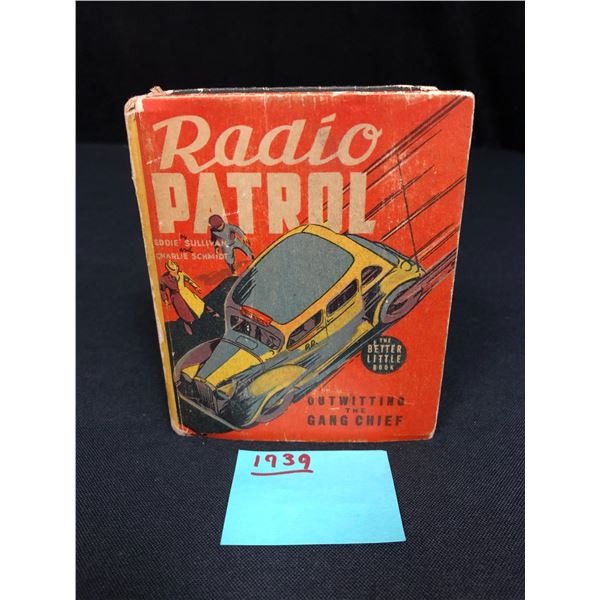 Radio
PATROL
by
EDDIE SULLIVAN
and
CHARLIE SCHMIDT
THE
BETTER
LITTLE
BOOK
OUTWITTING
THE
GANG CHIEF
1939